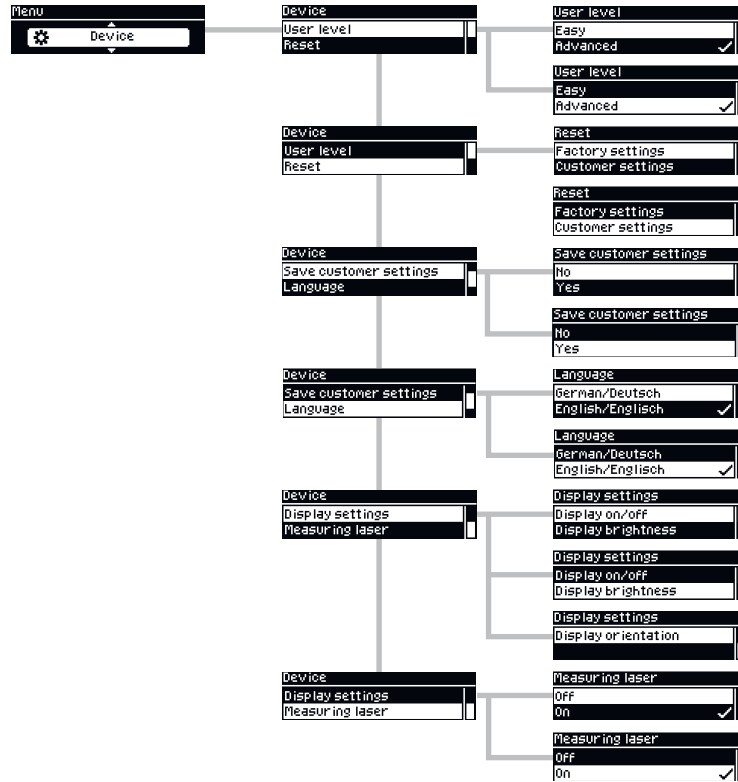 Menu
Device
Device
User level
Reset
User level
Easy
Advanced
User level
Easy
Advanced
Device
User level
Reset
Reset
Factory settings
Customer settings
Reset
Factory settings
Customer settings
Device
Save customer settings
Language
Save customer settings
No
Yes
Save customer settings
No
Yes
Device
Save customer settings
Language
Language
German/Deutsch
English/Englisch
Language
German/Deutsch
English/Englisch
Device
Display settings
Measuring laser
Display settings
Display on/off
Display brightness
Display settings
Display on/off
Display brightness
Display settings
Display orientation
Device
Display settings
Measuring laser
Measuring laser
Off
On
Measuring laser
Off
On